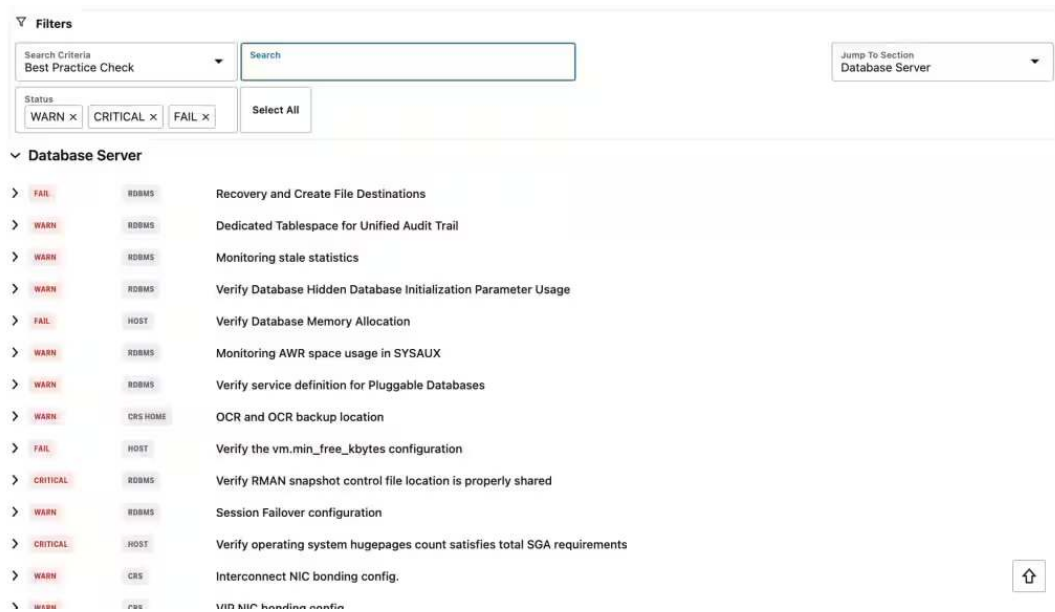 Filters
Search Criteria
Best Practice Check
Search
Jump To Section
Database Server
Status
WARN × CRITICAL × FAIL ×
Select All
Database Server
FAIL RDBMS Recovery and Create File Destinations
WARN RDBMS Dedicated Tablespace for Unified Audit Trail
WARN RDBMS Monitoring stale statistics
WARN RDBMS Verify Database Hidden Database Initialization Parameter Usage
FAIL HOST Verify Database Memory Allocation
WARN RDBMS Monitoring AWR space usage in SYSAUX
WARN RDBMS Verify service definition for Pluggable Databases
WARN CRS HOME OCR and OCR backup location
FAIL HOST Verify the vm.min_free_kbytes configuration
CRITICAL RDBMS Verify RMAN snapshot control file location is properly shared
WARN RDBMS Session Failover configuration
CRITICAL HOST Verify operating system hugepages count satisfies total SGA requirements
WARN CRS Interconnect NIC bonding config.
WARN CRS VIP NIC bonding config